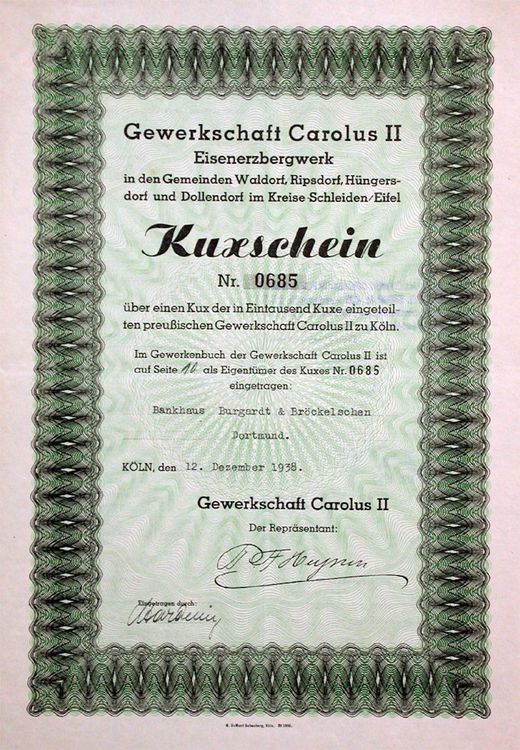 Gewerkschaft Carolus II
Eisenerzbergwerk
in den Gemeinden Waldorf, Ripsdorf, Hüngers-
dorf und Dollendorf im Kreise Schleiden/Eifel
Kuxschein
Nr. 0685
über einen Kux der in Eintausend Kuxe eingeteil-
ten preußischen Gewerkschaft Carolus II zu Köln.
Im Gewerkenbuch der Gewerkschaft Carolus II ist
auf Seite 16 als Eigentümer des Kuxes Nr. 0685
eingetragen:
Bankhaus Burgardt & Bröckelschen
Dortmund.
KÖLN, den 12. Dezember 1938.
Gewerkschaft Carolus II
Der Repräsentant:
Eingetragen durch: